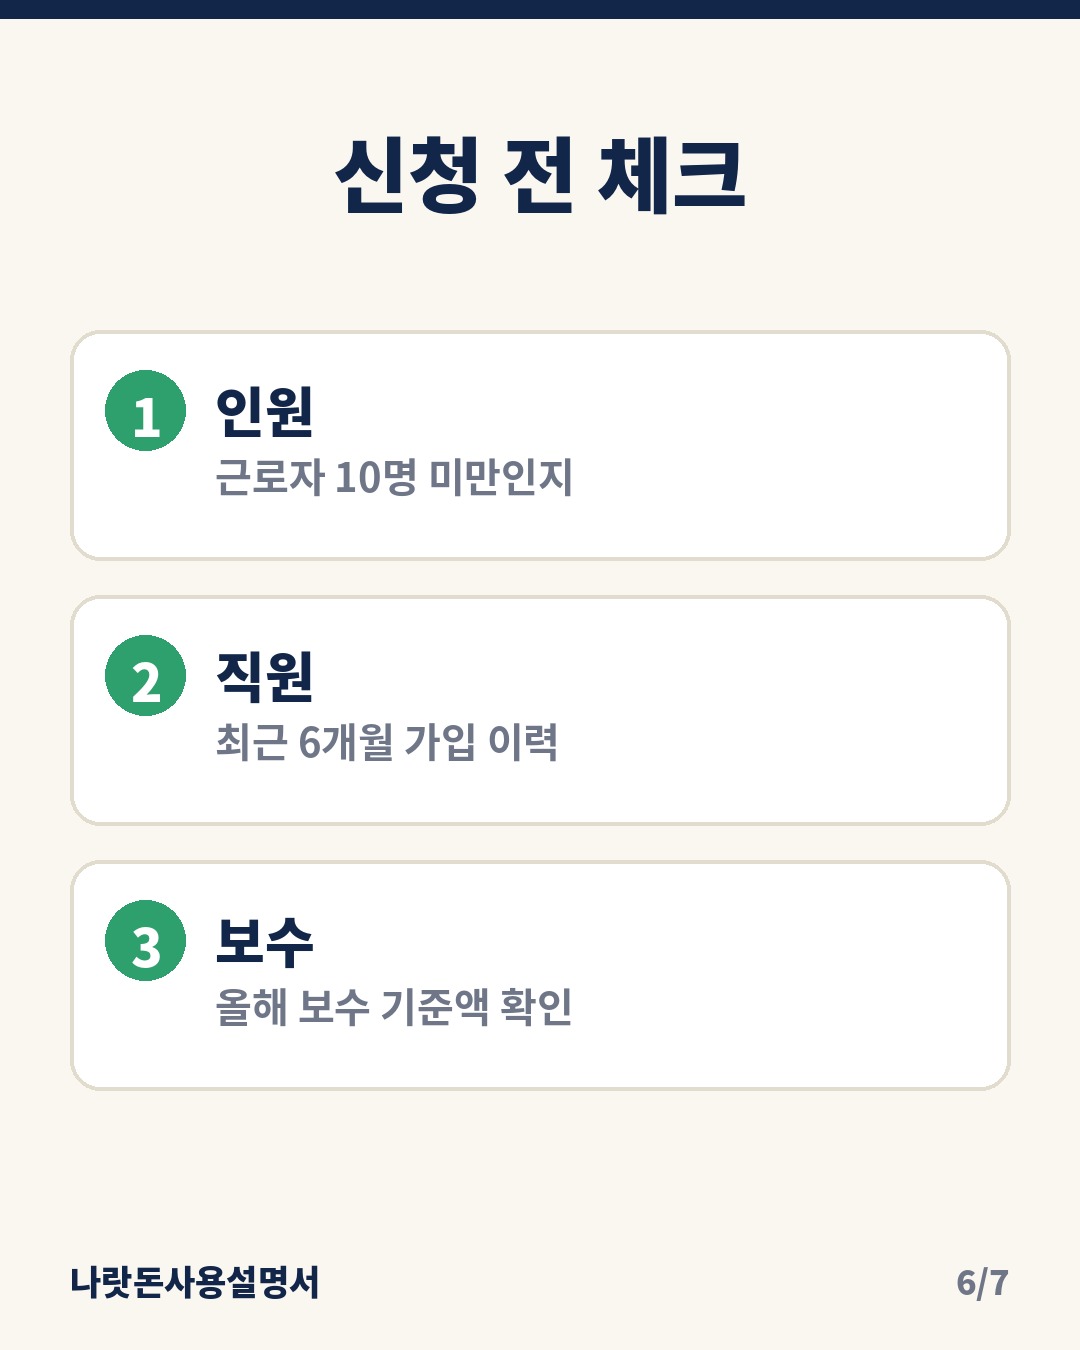 신청 전 체크
1 인원
근로자 10명 미만인지
2 직원
최근 6개월 가입 이력
3 보수
올해 보수 기준액 확인
나랏돈사용설명서 6/7